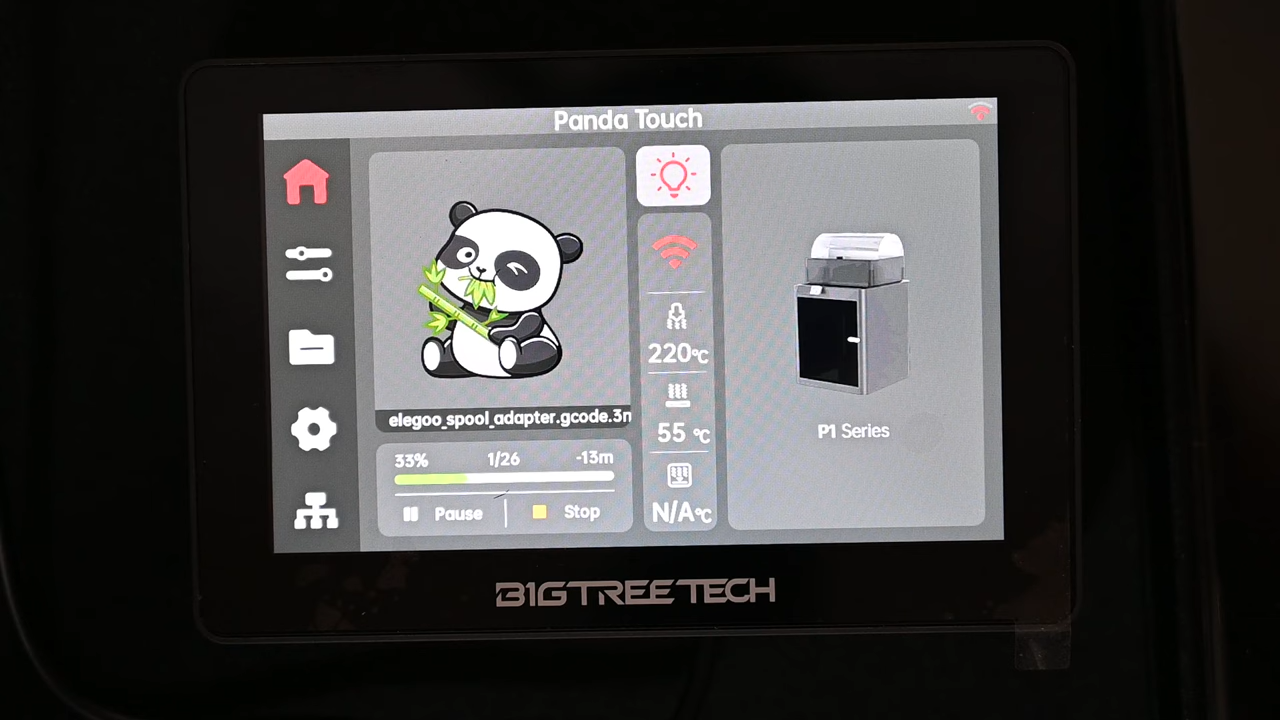 Panda Touch
elegoo_spool_adapter.gcode.3m
33% 1/26 -13m
Pause Stop
220°C
55 °C
N/A°C
P1 Series
BIGTREETECH